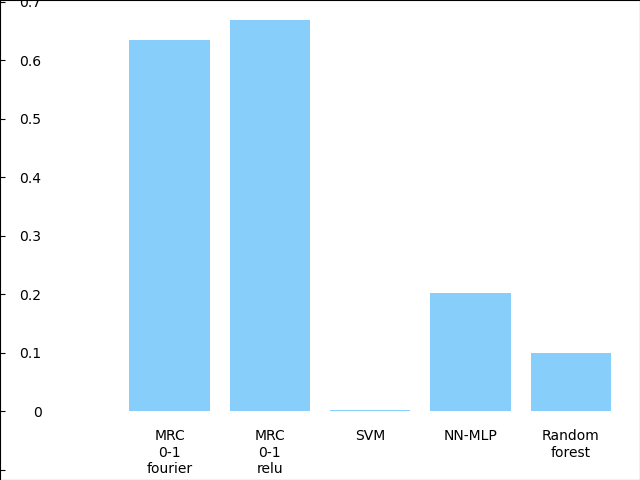 0.7
0.6
0.5
0.4
0.3
0.2
0.1
0
MRC
0-1
fourier
MRC
0-1
relu
SVM
NN-MLP
Random
forest